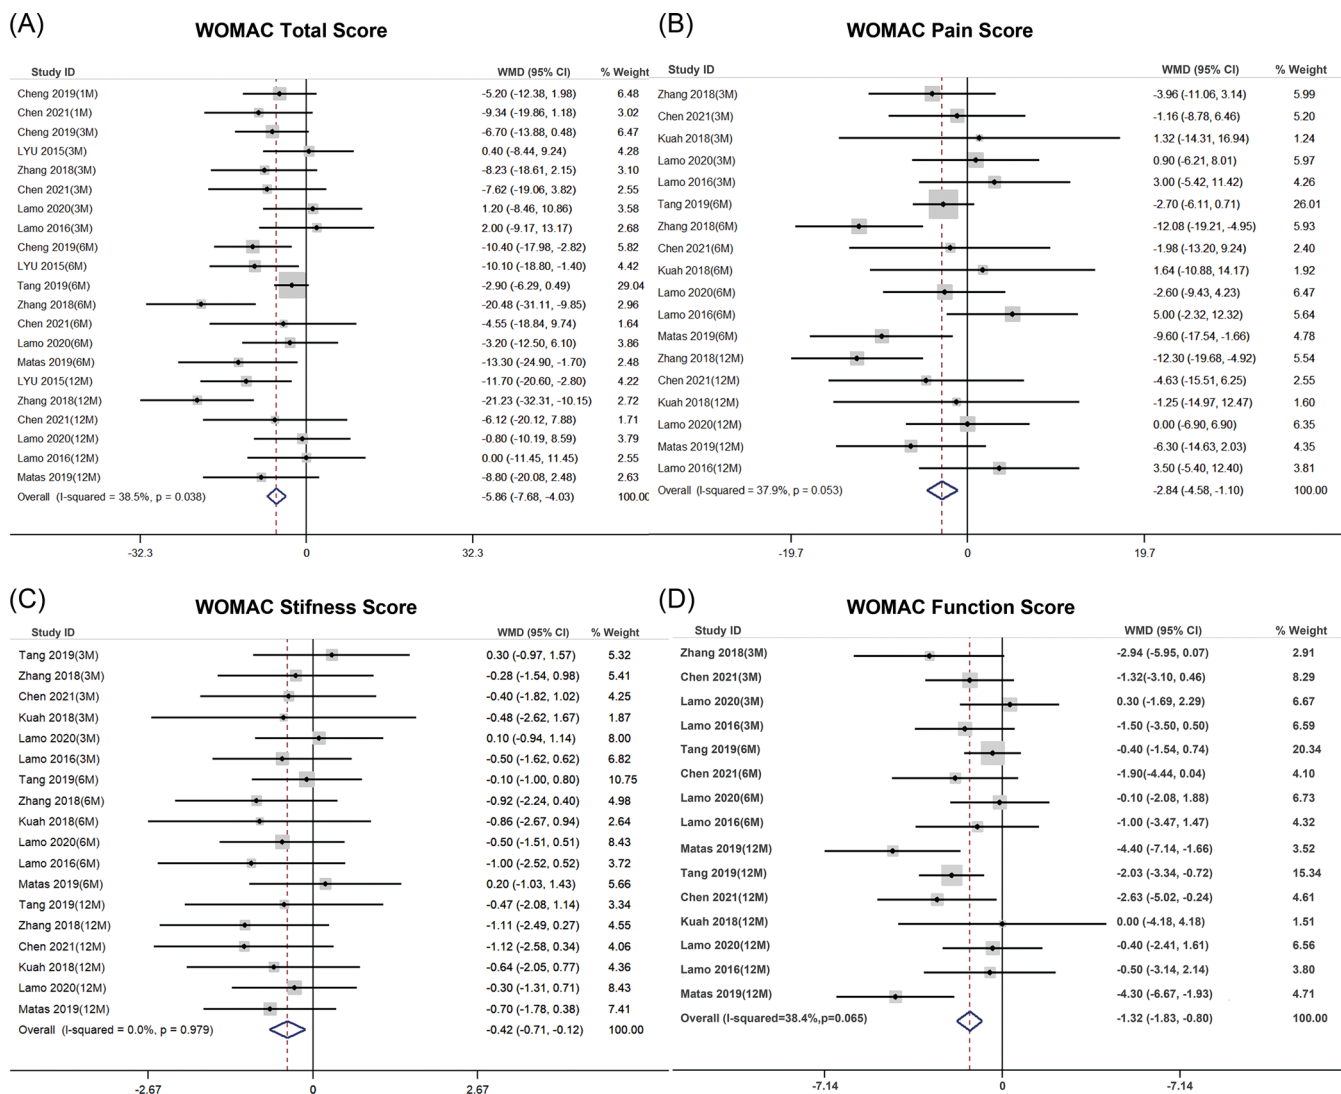 (A)
WOMAC Total Score
Study ID WMD (95% CI) % Weight
Cheng 2019(1M) -5.20 (-12.38, 1.98) 6.48
Chen 2021(1M) -9.34 (-19.86, 1.18) 3.02
Cheng 2019(3M) -6.70 (-13.88, 0.48) 6.47
LYU 2015(3M) 0.40 (-8.44, 9.24) 4.28
Zhang 2018(3M) -8.23 (-18.61, 2.15) 3.10
Chen 2021(3M) -7.62 (-19.06, 3.82) 2.55
Lamo 2020(3M) 1.20 (-8.46, 10.86) 3.58
Lamo 2016(3M) 2.00 (-9.17, 13.17) 2.68
Cheng 2019(6M) -10.40 (-17.98, -2.82) 5.82
LYU 2015(6M) -10.10 (-18.80, -1.40) 4.42
Tang 2019(6M) -2.90 (-6.29, 0.49) 29.04
Zhang 2018(6M) -20.48 (-31.11, -9.85) 2.96
Chen 2021(6M) -4.55 (-18.84, 9.74) 1.64
Lamo 2020(6M) -3.20 (-12.50, 6.10) 3.86
Matas 2019(6M) -13.30 (-24.90, -1.70) 2.48
LYU 2015(12M) -11.70 (-20.60, -2.80) 4.22
Zhang 2018(12M) -21.23 (-32.31, -10.15) 2.72
Chen 2021(12M) -6.12 (-20.12, 7.88) 1.71
Lamo 2020(12M) -0.80 (-10.19, 8.59) 3.79
Lamo 2016(12M) 0.00 (-11.45, 11.45) 2.55
Matas 2019(12M) -8.80 (-20.08, 2.48) 2.63
Overall (I-squared = 38.5%, p = 0.038) -5.86 (-7.68, -4.03) 100.00
-32.3 0 32.3
(B)
WOMAC Pain Score
Study ID WMD (95% CI) % Weight
Zhang 2018(3M) -3.96 (-11.06, 3.14) 5.99
Chen 2021(3M) -1.16 (-8.78, 6.46) 5.20
Kuah 2018(3M) 1.32 (-14.31, 16.94) 1.24
Lamo 2020(3M) 0.90 (-6.21, 8.01) 5.97
Lamo 2016(3M) 3.00 (-5.42, 11.42) 4.26
Tang 2019(6M) -2.70 (-6.11, 0.71) 26.01
Zhang 2018(6M) -12.08 (-19.21, -4.95) 5.93
Chen 2021(6M) -1.98 (-13.20, 9.24) 2.40
Kuah 2018(6M) 1.64 (-10.88, 14.17) 1.92
Lamo 2020(6M) -2.60 (-9.43, 4.23) 6.47
Lamo 2016(6M) 5.00 (-2.32, 12.32) 5.64
Matas 2019(6M) -9.60 (-17.54, -1.66) 4.78
Zhang 2018(12M) -12.30 (-19.68, -4.92) 5.54
Chen 2021(12M) -4.63 (-15.51, 6.25) 2.55
Kuah 2018(12M) -1.25 (-14.97, 12.47) 1.60
Lamo 2020(12M) 0.00 (-6.90, 6.90) 6.35
Matas 2019(12M) -6.30 (-14.63, 2.03) 4.35
Lamo 2016(12M) 3.50 (-5.40, 12.40) 3.81
Overall (I-squared = 37.9%, p = 0.053) -2.84 (-4.58, -1.10) 100.00
-19.7 0 19.7
(C)
WOMAC Stifness Score
Study ID WMD (95% CI) % Weight
Tang 2019(3M) 0.30 (-0.97, 1.57) 5.32
Zhang 2018(3M) -0.28 (-1.54, 0.98) 5.41
Chen 2021(3M) -0.40 (-1.82, 1.02) 4.25
Kuah 2018(3M) -0.48 (-2.62, 1.67) 1.87
Lamo 2020(3M) 0.10 (-0.94, 1.14) 8.00
Lamo 2016(3M) -0.50 (-1.62, 0.62) 6.82
Tang 2019(6M) -0.10 (-1.00, 0.80) 10.75
Zhang 2018(6M) -0.92 (-2.24, 0.40) 4.98
Kuah 2018(6M) -0.86 (-2.67, 0.94) 2.64
Lamo 2020(6M) -0.50 (-1.51, 0.51) 8.43
Lamo 2016(6M) -1.00 (-2.52, 0.52) 3.72
Matas 2019(6M) 0.20 (-1.03, 1.43) 5.66
Tang 2019(12M) -0.47 (-2.08, 1.14) 3.34
Zhang 2018(12M) -1.11 (-2.49, 0.27) 4.55
Chen 2021(12M) -1.12 (-2.58, 0.34) 4.06
Kuah 2018(12M) -0.64 (-2.05, 0.77) 4.36
Lamo 2020(12M) -0.30 (-1.31, 0.71) 8.43
Matas 2019(12M) -0.70 (-1.78, 0.38) 7.41
Overall (I-squared = 0.0%, p = 0.979) -0.42 (-0.71, -0.12) 100.00
-2.67 0 2.67
(D)
WOMAC Function Score
Study ID WMD (95% CI) % Weight
Zhang 2018(3M) -2.94 (-5.95, 0.07) 2.91
Chen 2021(3M) -1.32(-3.10, 0.46) 8.29
Lamo 2020(3M) 0.30 (-1.69, 2.29) 6.67
Lamo 2016(3M) -1.50 (-3.50, 0.50) 6.59
Tang 2019(6M) -0.40 (-1.54, 0.74) 20.34
Chen 2021(6M) -1.90(-4.44, 0.04) 4.10
Lamo 2020(6M) -0.10 (-2.08, 1.88) 6.73
Lamo 2016(6M) -1.00 (-3.47, 1.47) 4.32
Matas 2019(12M) -4.40 (-7.14, -1.66) 3.52
Tang 2019(12M) -2.03 (-3.34, -0.72) 15.34
Chen 2021(12M) -2.63 (-5.02, -0.24) 4.61
Kuah 2018(12M) 0.00 (-4.18, 4.18) 1.51
Lamo 2020(12M) -0.40 (-2.41, 1.61) 6.56
Lamo 2016(12M) -0.50 (-3.14, 2.14) 3.80
Matas 2019(12M) -4.30 (-6.67, -1.93) 4.71
Overall (I-squared=38.4%,p=0.065) -1.32 (-1.83, -0.80) 100.00
-7.14 0 -7.14